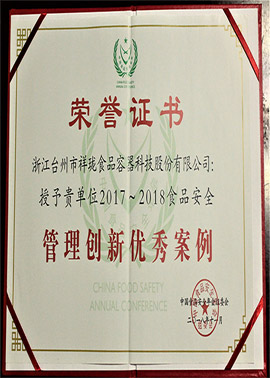 荣誉证书
浙江台州市祥珑食品容器科技股份有限公司:
授予贵单位2017~2018食品安全
管理创新优秀案例
CHINA FOOD SAFETY
ANNUAL CONFERENCE